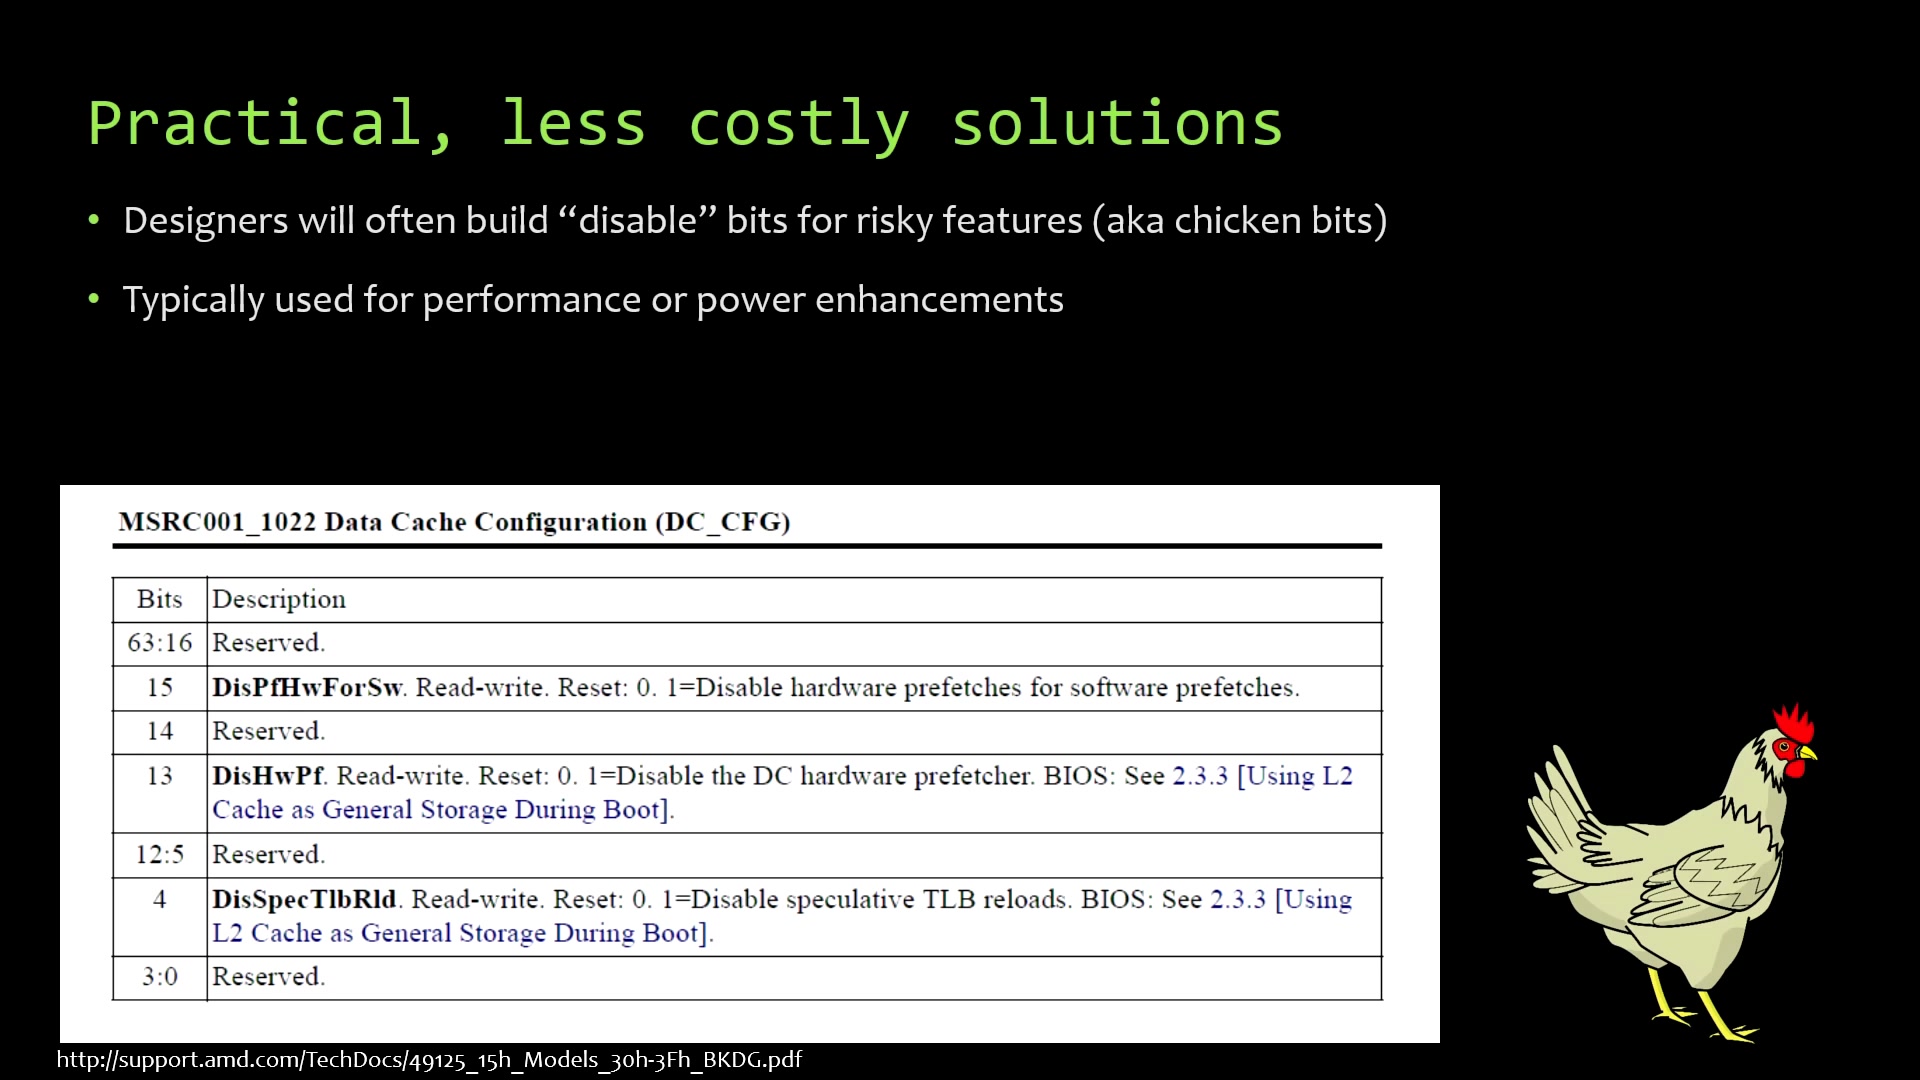 Practical, less costly solutions
• Designers will often build “disable” bits for risky features (aka chicken bits)
• Typically used for performance or power enhancements
MSRC001_1022 Data Cache Configuration (DC_CFG)
Bits Description
63:16 Reserved.
15 DisPfHwForSw. Read-write. Reset: 0. 1=Disable hardware prefetches for software prefetches.
14 Reserved.
13 DisHwPf. Read-write. Reset: 0. 1=Disable the DC hardware prefetcher. BIOS: See 2.3.3 [Using L2
Cache as General Storage During Boot].
12:5 Reserved.
4 DisSpecTlbRld. Read-write. Reset: 0. 1=Disable speculative TLB reloads. BIOS: See 2.3.3 [Using
L2 Cache as General Storage During Boot].
3:0 Reserved.
http://support.amd.com/TechDocs/49125_15h_Models_30h-3Fh_BKDG.pdf